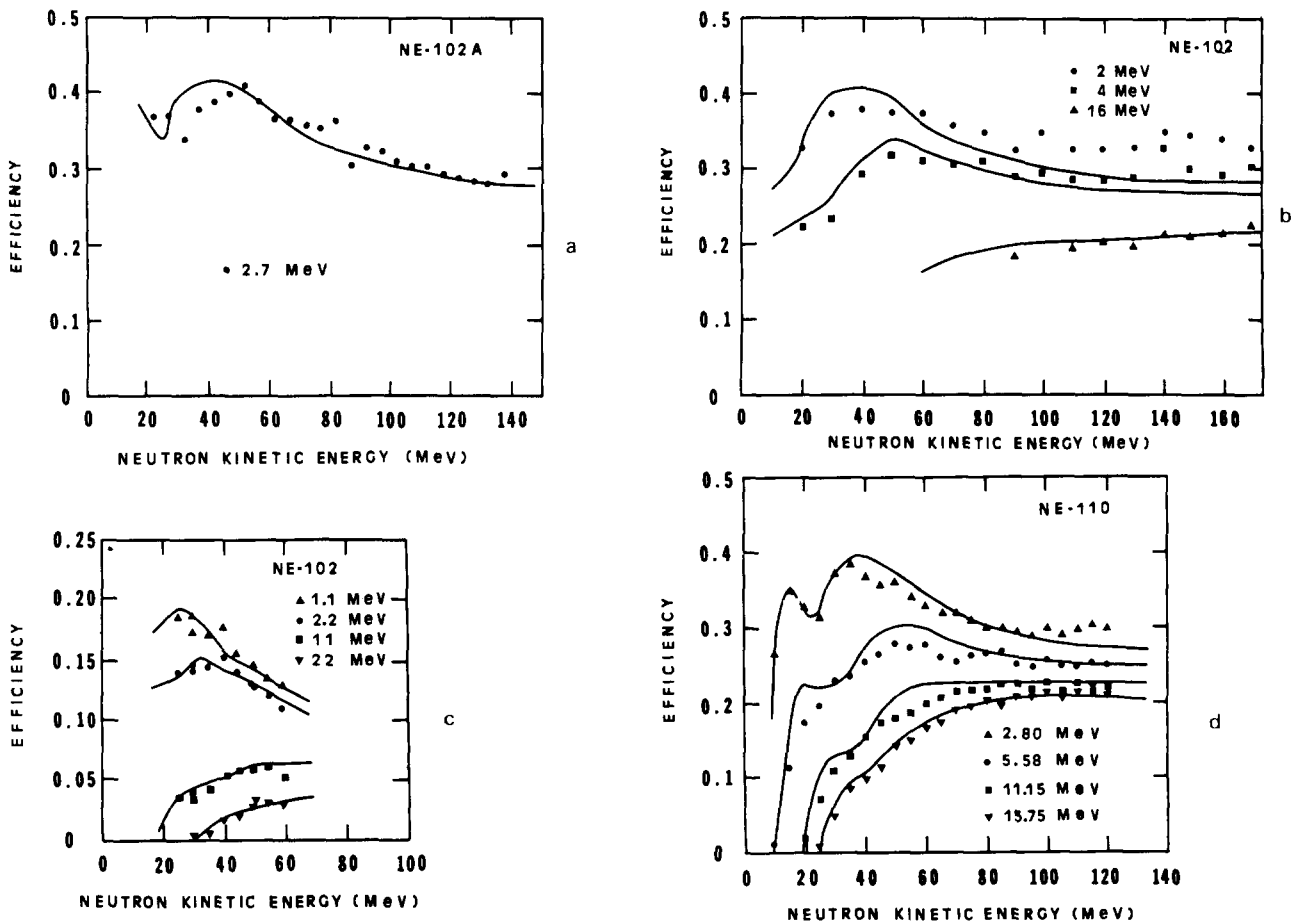 NE-102A
0.5
0.4
0.3
0.2
0.1
0
EFFICIENCY
2.7 MeV
0 20 40 60 80 100 120 140
NEUTRON KINETIC ENERGY (MeV)
a
NE-102
2 MeV
4 MeV
16 MeV
0.5
0.4
0.3
0.2
0.1
0
EFFICIENCY
0 20 40 60 80 100 120 140 160
NEUTRON KINETIC ENERGY (MeV)
b
NE-102
1.1 MeV
2.2 MeV
11 MeV
22 MeV
0.25
0.20
0.15
0.10
0.05
0
EFFICIENCY
0 20 40 60 80 100
NEUTRON KINETIC ENERGY (MeV)
c
NE-110
0.5
0.4
0.3
0.2
0.1
0
EFFICIENCY
2.80 MeV
5.58 MeV
11.15 MeV
15.75 MeV
0 20 40 60 80 100 120 140
NEUTRON KINETIC ENERGY (MeV)
d